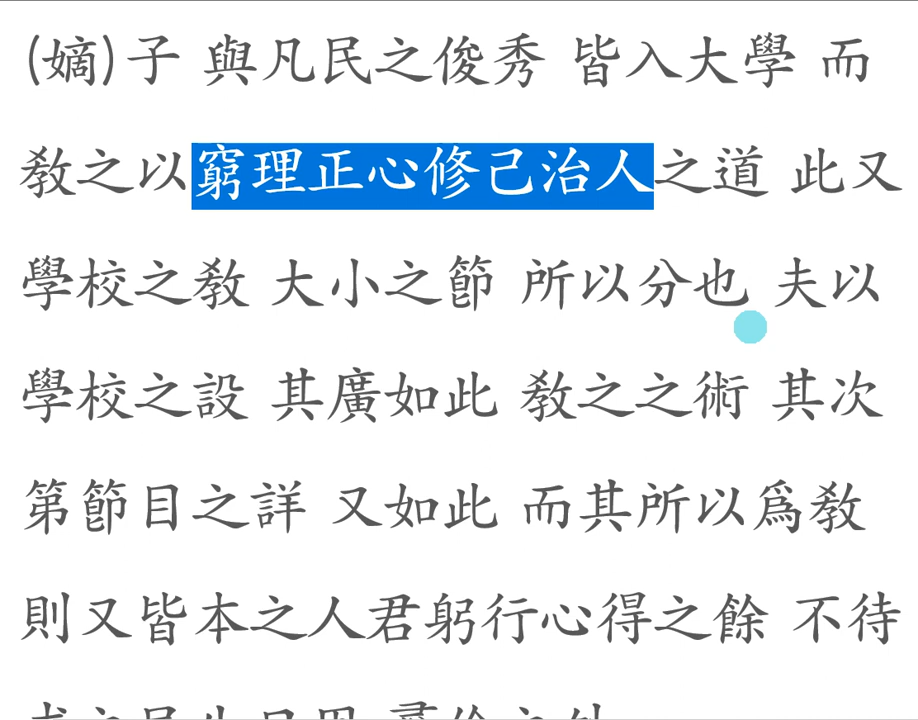 (嫡)子 與凡民之俊秀 皆入大學 而
敎之以窮理正心修己治人之道 此又
學校之敎 大小之節 所以分也 夫以
學校之設 其廣如此 敎之之術 其次
第節目之詳 又如此 而其所以爲敎
則又皆本之人君躬行心得之餘 不待